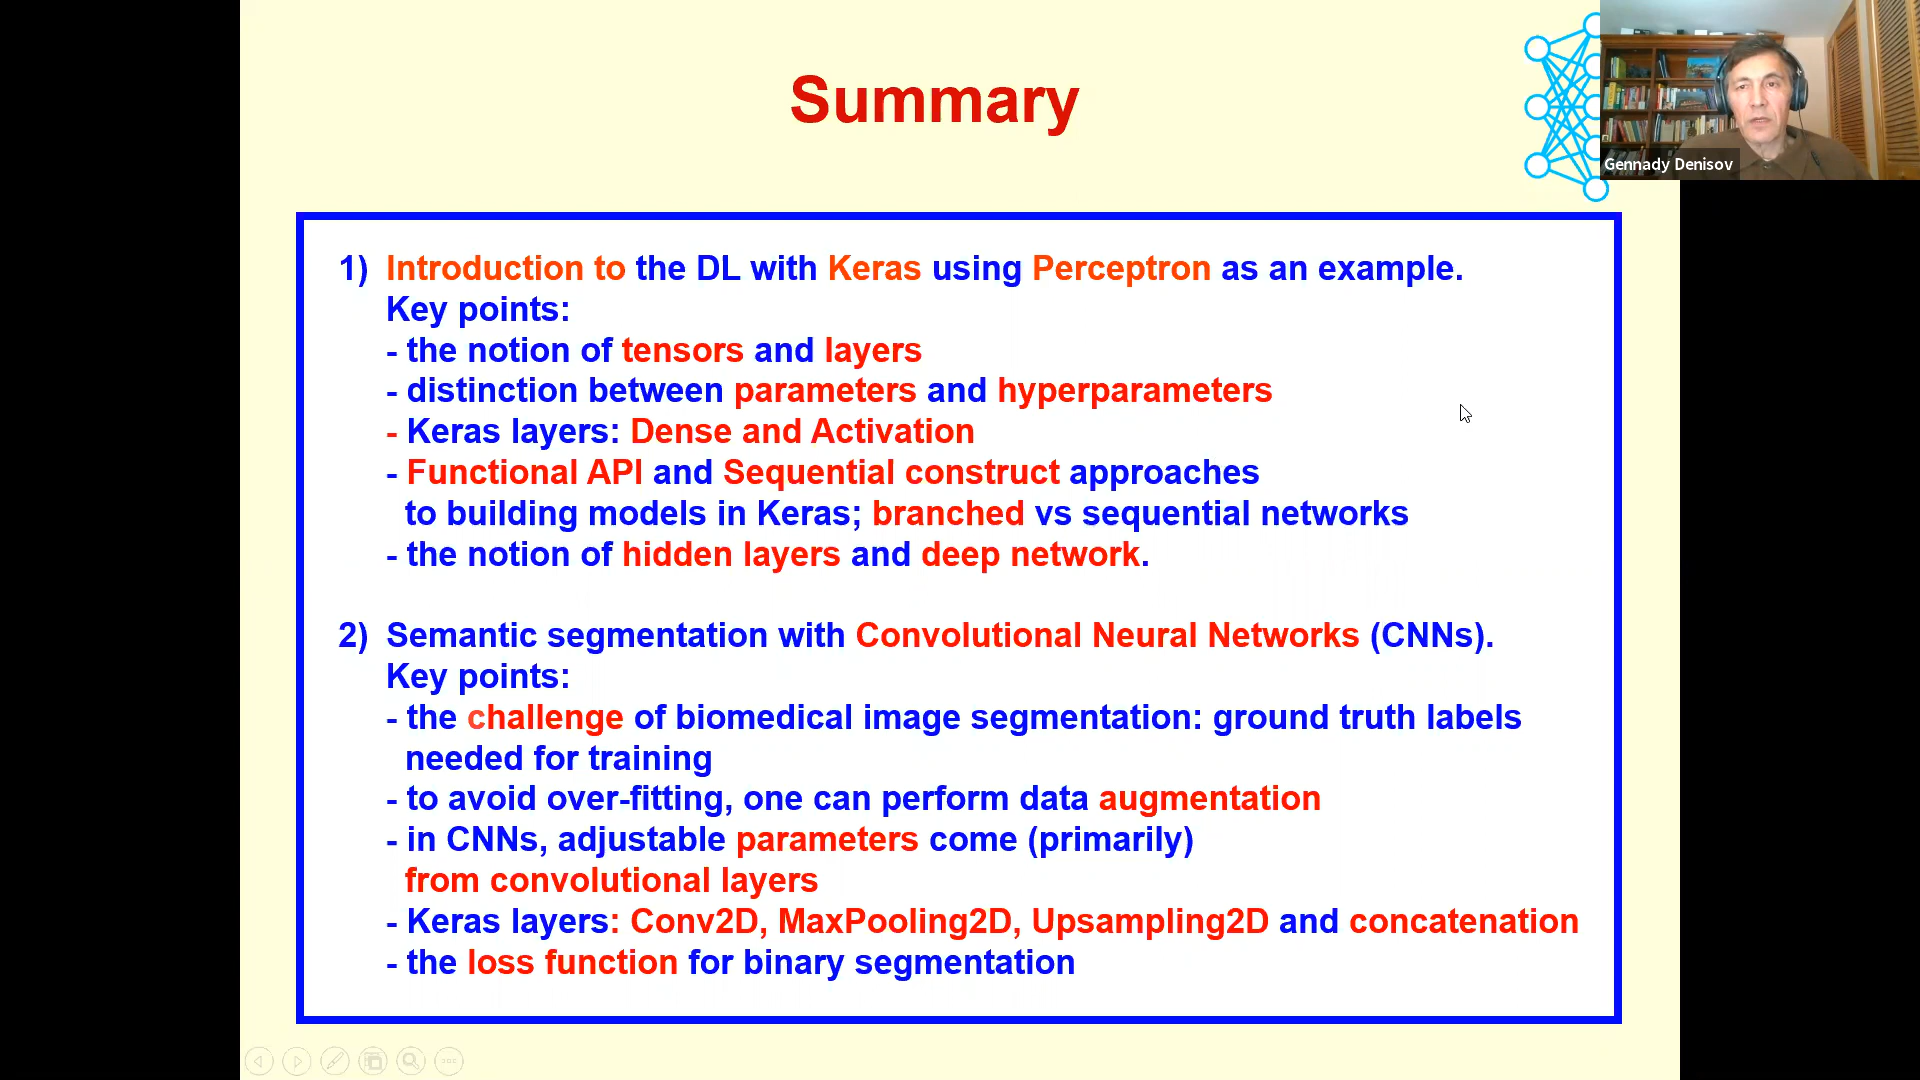 Summary
Gennady Denisov
1) Introduction to the DL with Keras using Perceptron as an example.
Key points:
- the notion of tensors and layers
- distinction between parameters and hyperparameters
- Keras layers: Dense and Activation
- Functional API and Sequential construct approaches
to building models in Keras; branched vs sequential networks
- the notion of hidden layers and deep network.
2) Semantic segmentation with Convolutional Neural Networks (CNNs).
Key points:
- the challenge of biomedical image segmentation: ground truth labels
needed for training
- to avoid over-fitting, one can perform data augmentation
- in CNNs, adjustable parameters come (primarily)
from convolutional layers
- Keras layers: Conv2D, MaxPooling2D, Upsampling2D and concatenation
- the loss function for binary segmentation